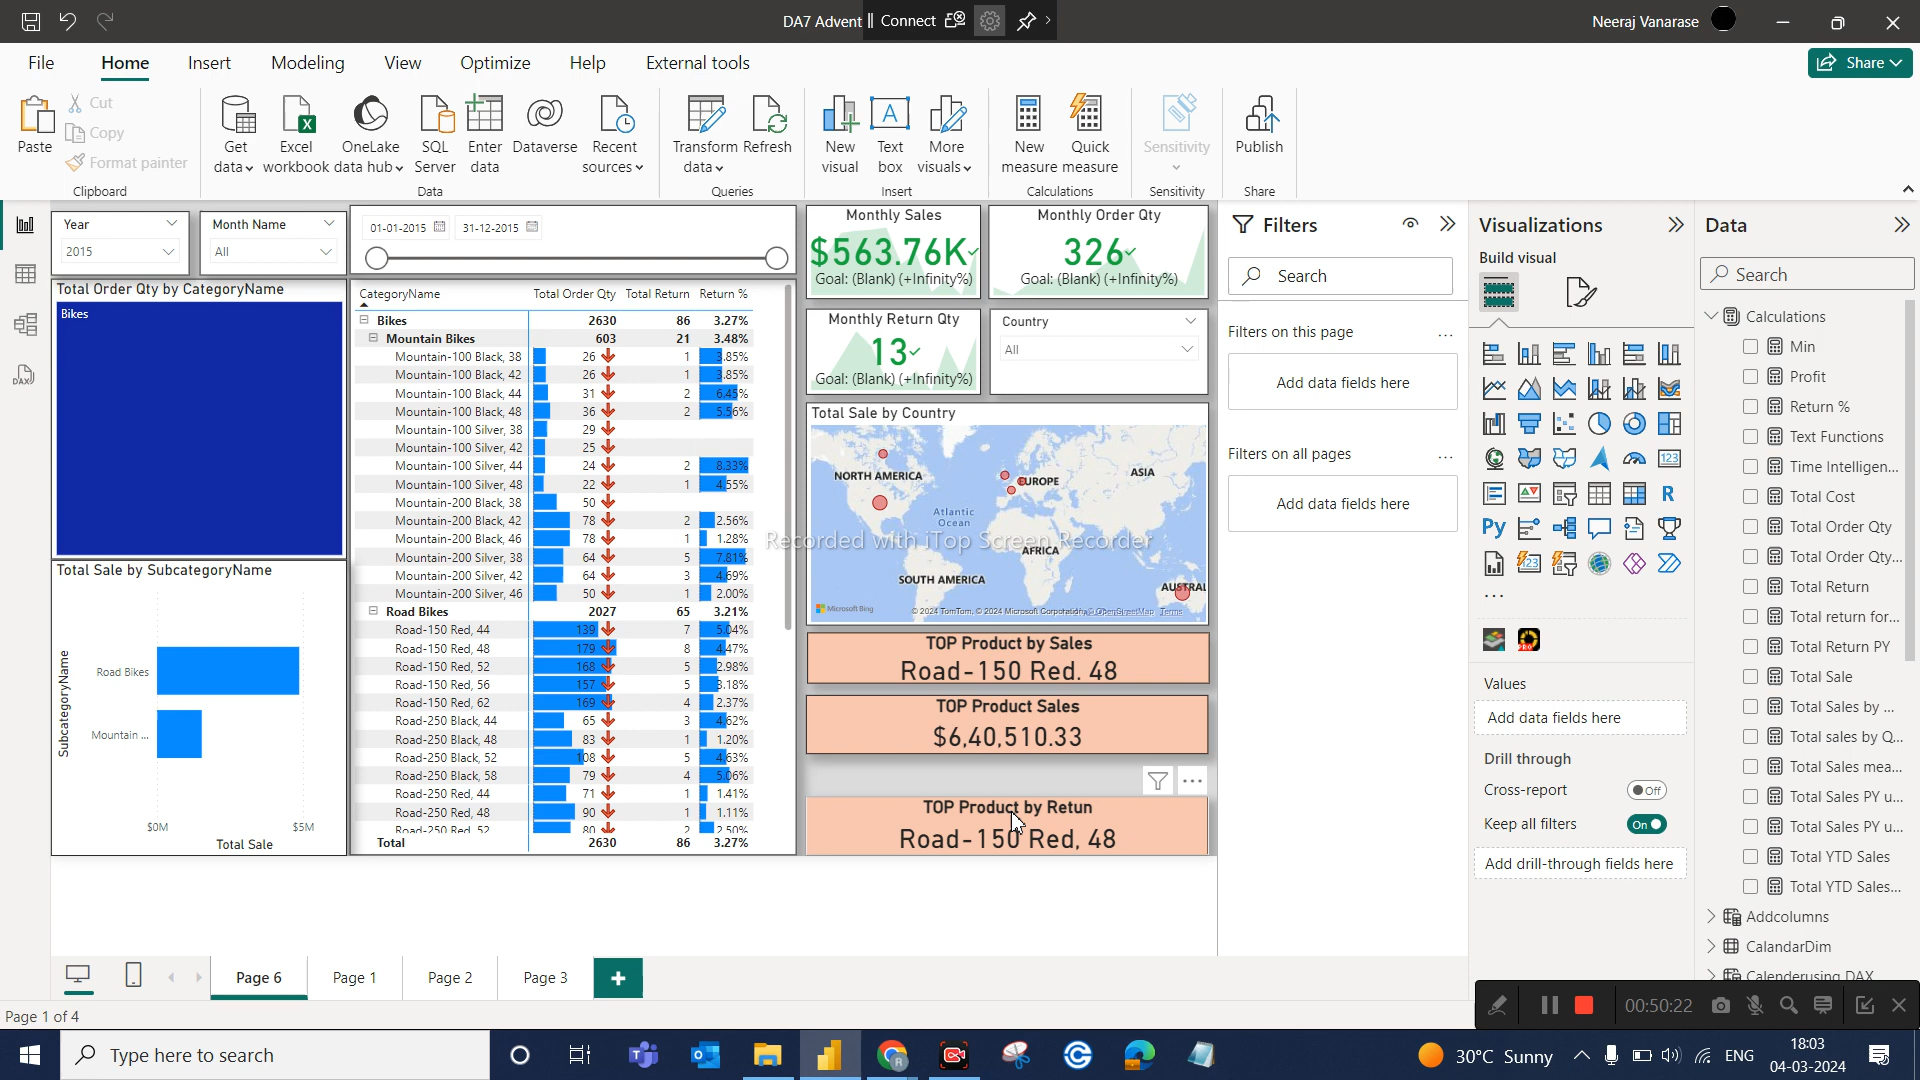 DA7 Advent
Connect
Neeraj Vanarase
File
Home
Insert
Modeling
View
Optimize
Help
External tools
Share
Paste
Cut
Copy
Format painter
Clipboard
Get data
Excel workbook
OneLake data hub
SQL Server
Enter data
Dataverse
Recent sources
Data
Transform data
Refresh
Queries
New visual
Text box
More visuals
Insert
New measure
Quick measure
Calculations
Sensitivity
Sensitivity
Publish
Share
Year
2015
Month Name
All
01-01-2015
31-12-2015
Total Order Qty by CategoryName
Bikes
Total Sale by SubcategoryName
SubcategoryName
Road Bikes
Mountain ...
$0M $5M
Total Sale
CategoryName Total Order Qty Total Return Return %
Bikes 2630 86 3.27%
Mountain Bikes 603 21 3.48%
Mountain-100 Black, 38 26 1 3.85%
Mountain-100 Black, 42 26 1 3.85%
Mountain-100 Black, 44 31 2 6.45%
Mountain-100 Black, 48 36 2 5.56%
Mountain-100 Silver, 38 29
Mountain-100 Silver, 42 25
Mountain-100 Silver, 44 24 2 8.33%
Mountain-100 Silver, 48 22 1 4.55%
Mountain-200 Black, 38 50
Mountain-200 Black, 42 78 2 2.56%
Mountain-200 Black, 46 78 1 1.28%
Mountain-200 Silver, 38 64 5 7.81%
Mountain-200 Silver, 42 64 3 4.69%
Mountain-200 Silver, 46 50 1 2.00%
Road Bikes 2027 65 3.21%
Road-150 Red, 44 139 7 5.04%
Road-150 Red, 48 179 8 4.47%
Road-150 Red, 52 168 5 2.98%
Road-150 Red, 56 157 5 3.18%
Road-150 Red, 62 169 4 2.37%
Road-250 Black, 44 65 3 4.62%
Road-250 Black, 48 83 1 1.20%
Road-250 Black, 52 108 5 4.63%
Road-250 Black, 58 79 4 5.06%
Road-250 Red, 44 71 1 1.41%
Road-250 Red, 48 90 1 1.11%
Road-250 Red, 52 80 2 2.50%
Total 2630 86 3.27%
Monthly Sales
$563.76K
Goal: (Blank) (+Infinity%)
Monthly Order Qty
326
Goal: (Blank) (+Infinity%)
Monthly Return Qty
13
Goal: (Blank) (+Infinity%)
Country
All
Total Sale by Country
NORTH AMERICA
EUROPE
ASIA
Atlantic
Ocean
AFRICA
SOUTH AMERICA
AUSTRAL
Microsoft Bing
© 2024 TomTom, © 2024 Microsoft Corporation, © OpenStreetMap Terms
Recorded with iTop Screen Recorder
TOP Product by Sales
Road-150 Red. 48
TOP Product Sales
$6,40,510.33
TOP Product by Retun
Road-150 Red, 48
Filters
Search
Filters on this page
...
Add data fields here
Filters on all pages
...
Add data fields here
Visualizations
Build visual
123
R
Py
123
...
PRO
Values
Add data fields here
Drill through
Cross-report
Off
Keep all filters
On
Add drill-through fields here
Data
Search
Calculations
Min
Profit
Return %
Text Functions
Time Intelligen...
Total Cost
Total Order Qty
Total Order Qty...
Total Return
Total return for...
Total Return PY
Total Sale
Total Sales by ...
Total sales by Q...
Total Sales mea...
Total Sales PY u...
Total Sales PY u...
Total YTD Sales
Total YTD Sales...
Addcolumns
CalandarDim
Calenderusing DAX
Page 6
Page 1
Page 2
Page 3
+
Page 1 of 4
00:50:22
Type here to search
30°C Sunny
ENG
18:03
04-03-2024